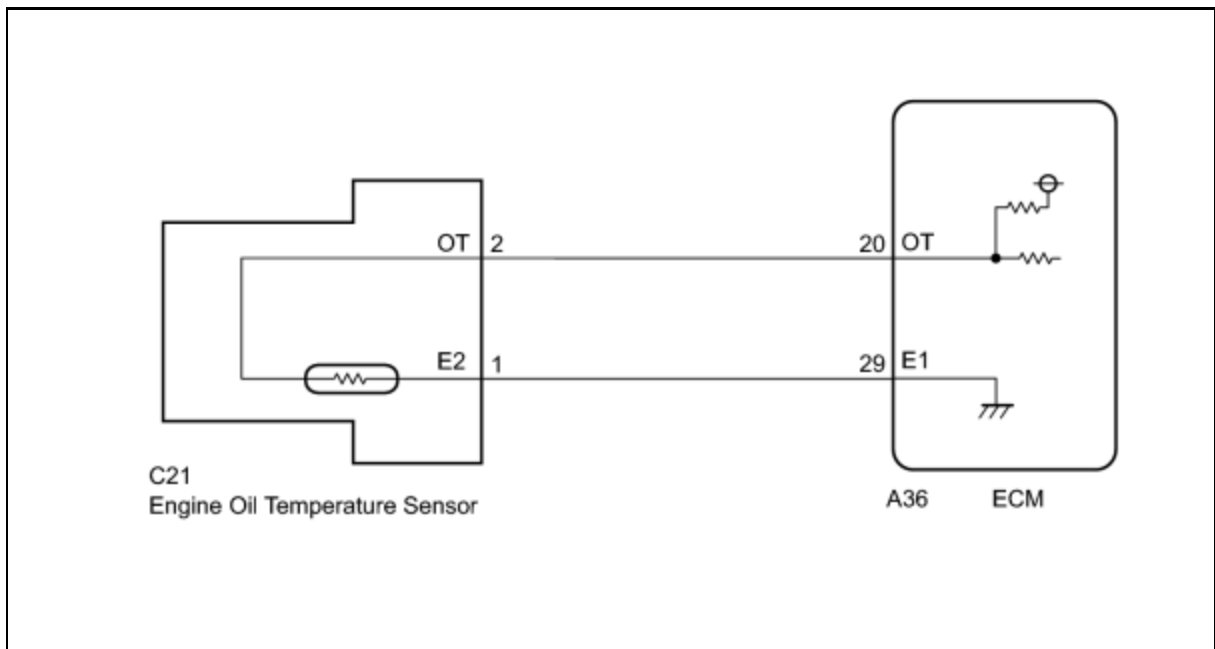 OT 2 20 OT
E2 1 29 E1
C21
Engine Oil Temperature Sensor
A36 ECM